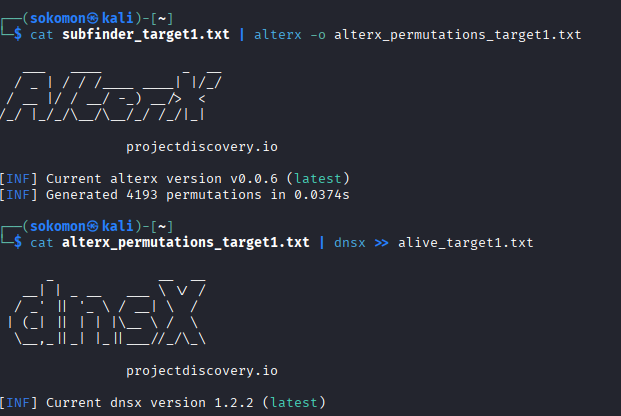 ┌──(sokomon㉿kali)-[~]
└─$ cat subfinder_target1.txt | alterx -o alterx_permutations_target1.txt
AlterX
projectdiscovery.io
[INF] Current alterx version v0.0.6 (latest)
[INF] Generated 4193 permutations in 0.0374s
┌──(sokomon㉿kali)-[~]
└─$ cat alterx_permutations_target1.txt | dnsx >> alive_target1.txt
dnsX
projectdiscovery.io
[INF] Current dnsx version 1.2.2 (latest)